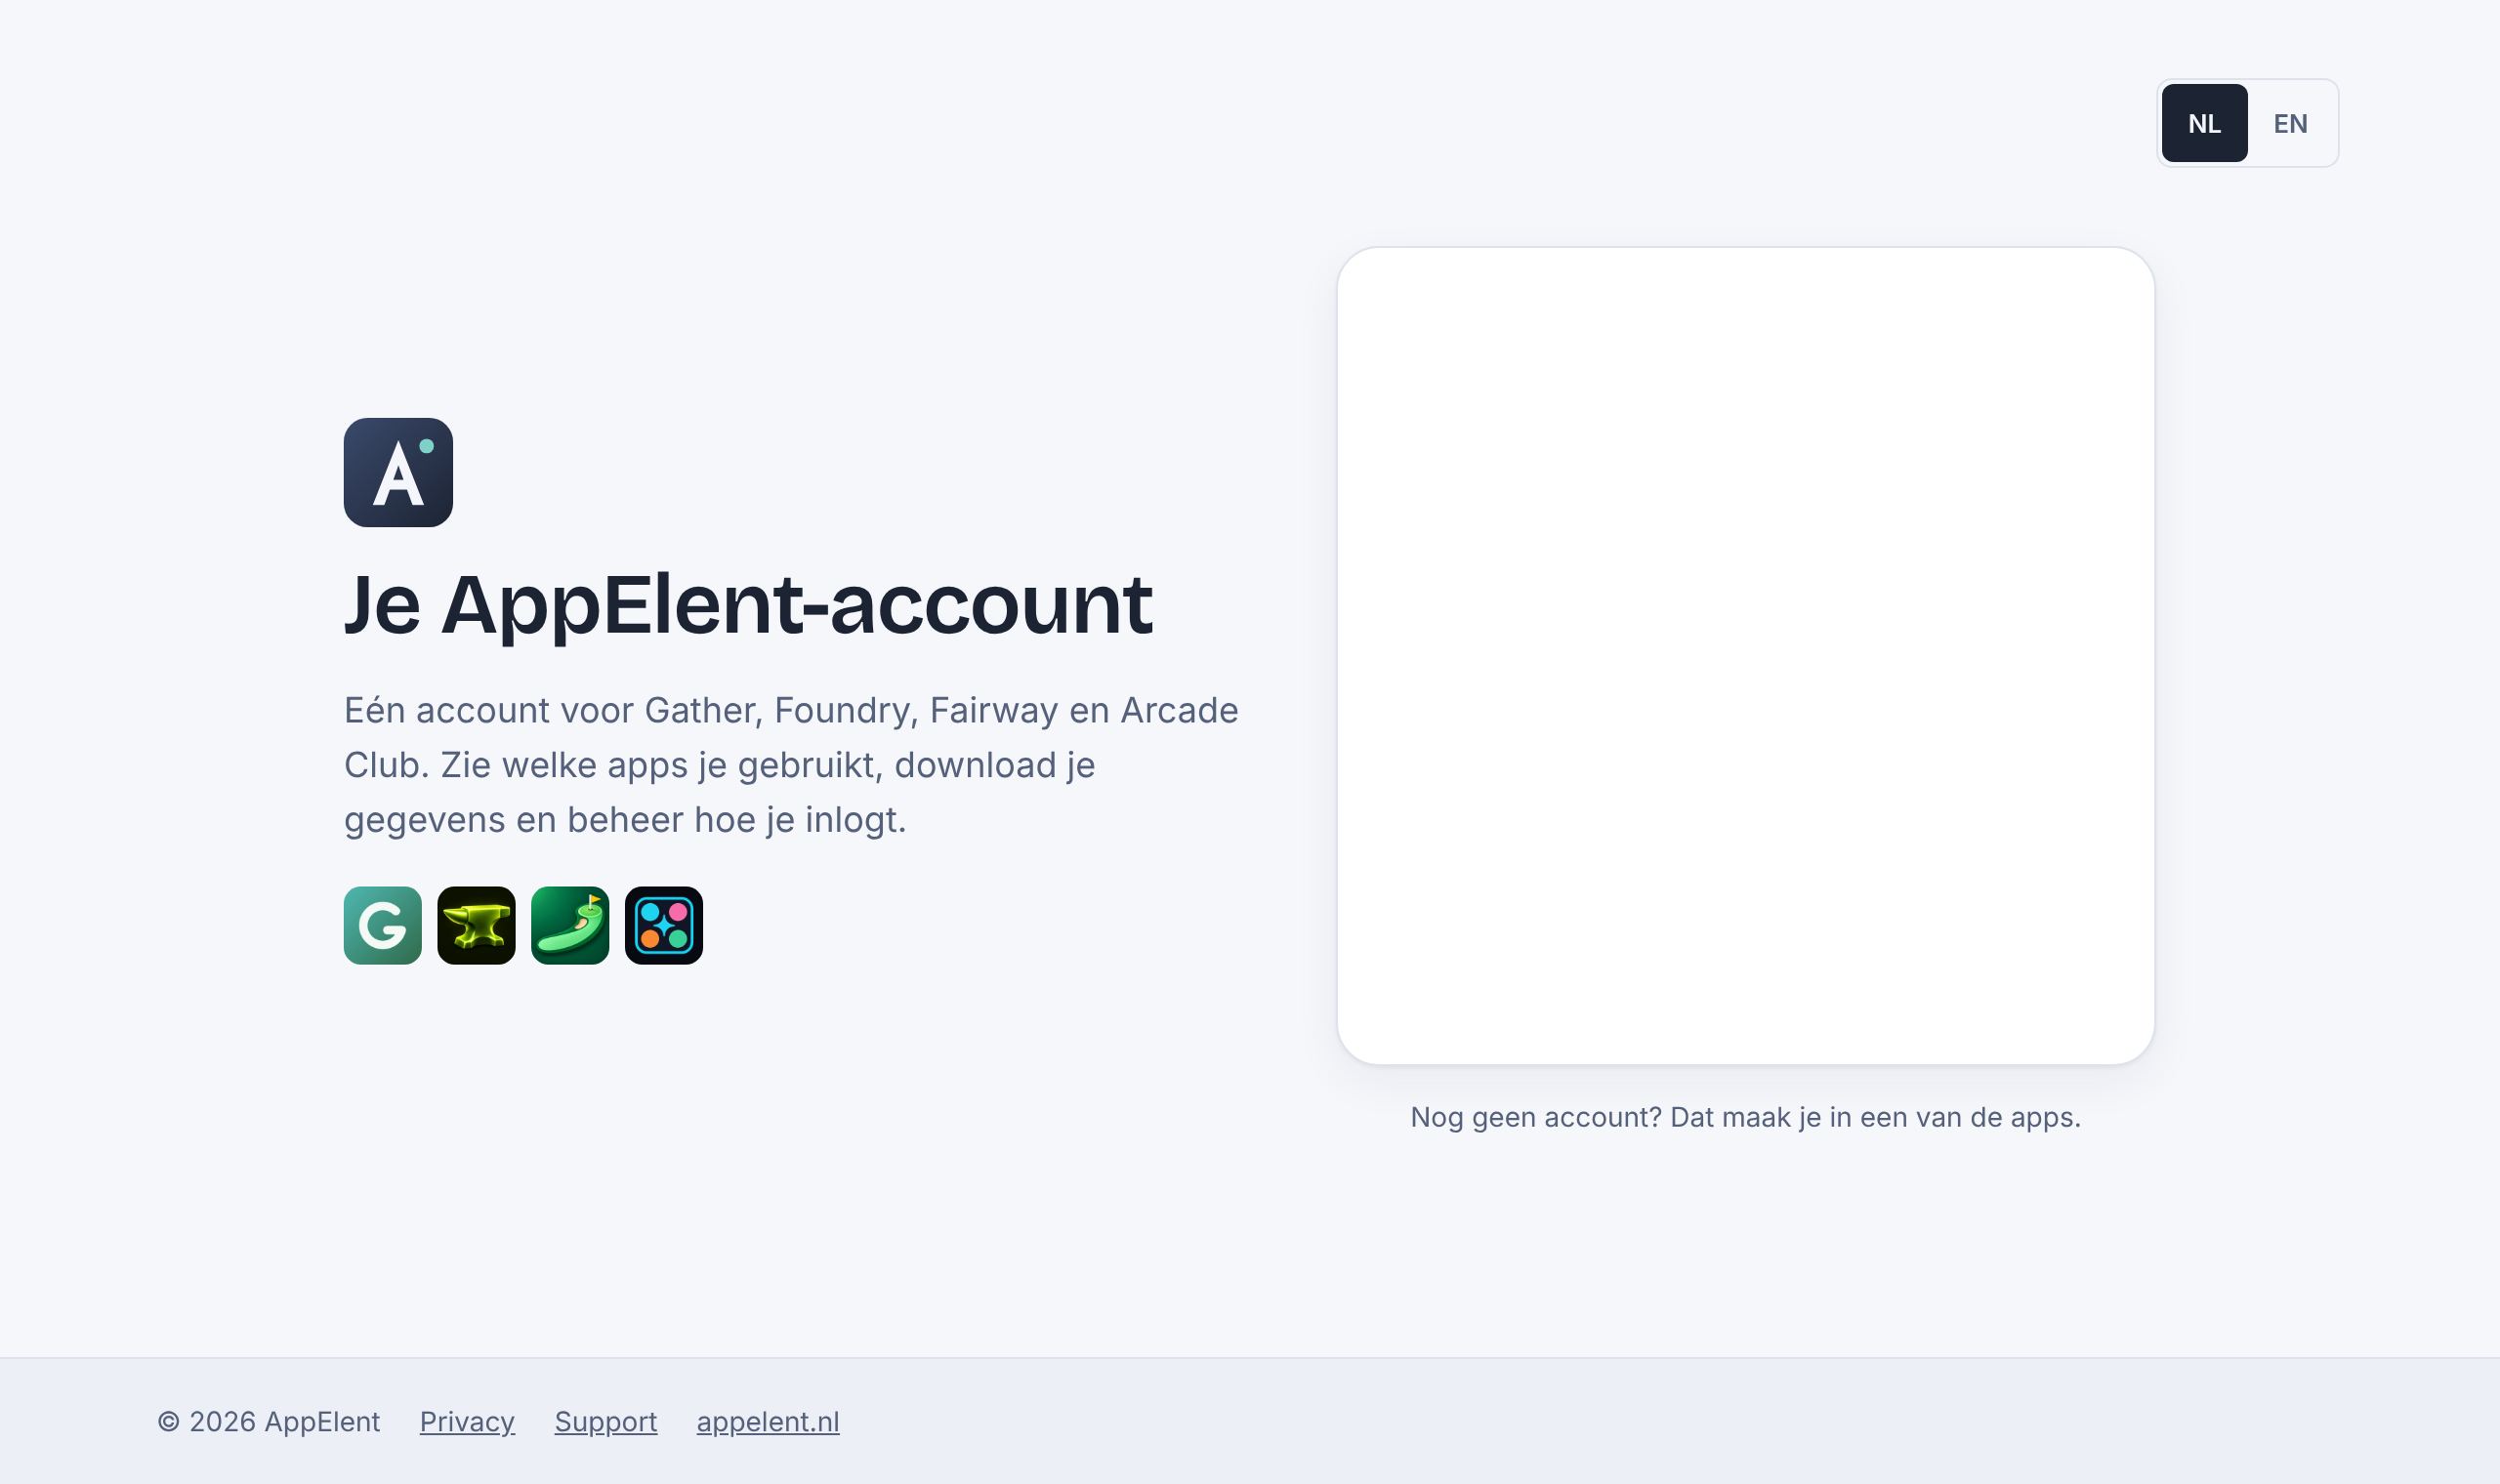 NL EN
A
Je AppElent-account
Eén account voor Gather, Foundry, Fairway en Arcade
Club. Zie welke apps je gebruikt, download je
gegevens en beheer hoe je inlogt.
G
Nog geen account? Dat maak je in een van de apps.
© 2026 AppElent Privacy Support appelent.nl